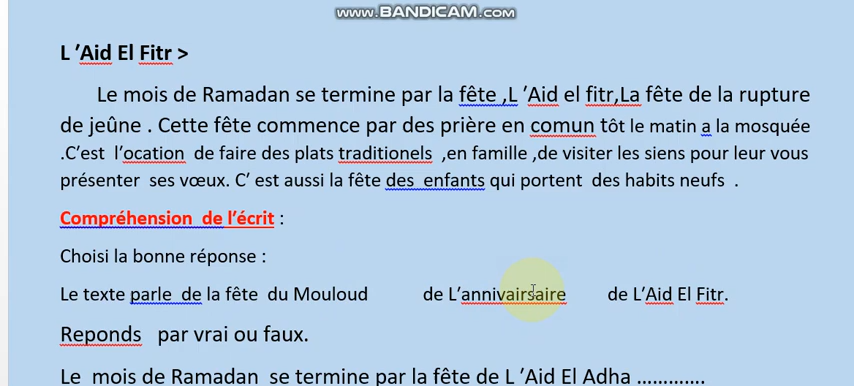 www.BANDICAM.com
L ’Aid El Fitr >
Le mois de Ramadan se termine par la fête ,L ’Aid el fitr,La fête de la rupture
de jeûne . Cette fête commence par des prière en comun tôt le matin a la mosquée
.C’est l’ocation de faire des plats traditionels ,en famille ,de visiter les siens pour leur vous
présenter ses vœux. C’ est aussi la fête des enfants qui portent des habits neufs .
Compréhension de l’écrit :
Choisi la bonne réponse :
Le texte parle de la fête du Mouloud de L’annivairsaire de L’Aid El Fitr.
Reponds par vrai ou faux.
Le mois de Ramadan se termine par la fête de L ’Aid El Adha .............